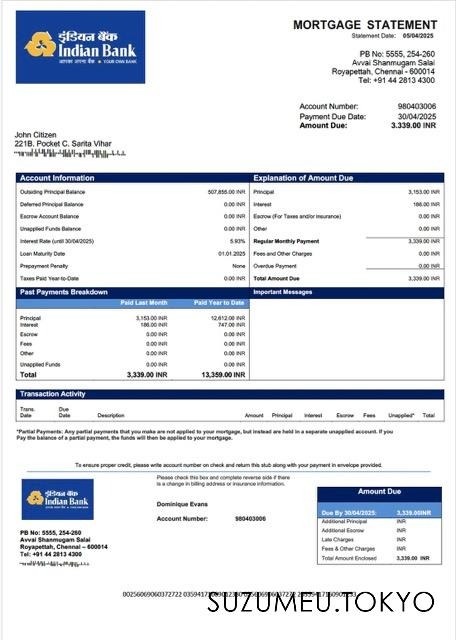 इंडियन बैंक
Indian Bank
आपका अपना बैंक YOUR OWN BANK
MORTGAGE STATEMENT
Statement Date: 05/04/2025
PB No: 5555, 254-260
Avvai Shanmugam Salai
Royapettah, Chennai - 600014
Tel: +91 44 2813 4300
Account Number: 980403006
Payment Due Date: 30/04/2025
Amount Due: 3.339.00 INR
John Citizen
221B. Pocket C. Sarita Vihar
Account Information
Outsiding Principal Balance 507,855.00 INR
Deferred Principal Balance 0.00 INR
Escrow Account Balance 0.00 INR
Unapplied Funds Balance 0.00 INR
Interest Rate (until 30/04/2025) 5.93%
Loan Maturity Date 01.01.2025
Prepayment Penalty None
Taxes Paid Year-to-Date 0.00 INR
Explanation of Amount Due
Principal 3,153.00 INR
Interest 186.00 INR
Escrow (For Taxes and/or Insurance) 0.00 INR
Other 0.00 INR
Regular Monthly Payment 3,339.00 INR
Fees and Other Charges 0.00 INR
Overdue Payment 0.00 INR
Total Amount Due 3,339.00 INR
Past Payments Breakdown
Paid Last Month Paid Year to Date
Principal 3,153.00 INR 12,612.00 INR
Interest 186.00 INR 747.00 INR
Escrow 0.00 INR 0.00 INR
Fees 0.00 INR 0.00 INR
Other 0.00 INR 0.00 INR
Unapplied Funds 0.00 INR 0.00 INR
Total 3,339.00 INR 13,359.00 INR
Important Messages
Transaction Activity
Trans. Date Due Date Description Amount Principal Interest Escrow Fees Unapplied* Total
*Partial Payments: Any partial payments that you make are not applied to your mortgage, but instead are held in a separate unapplied account. If you
Pay the balance of a partial payment, the funds will then be applied to your mortgage.
To ensure proper credit, please write account number on check and return this stub along with your payment in envelope provided.
इंडियन बैंक
Indian Bank
PB No: 5555, 254-260
Avvai Shanmugam Salai
Royapettah, Chennai – 600014
Tel: +91 44 2813 4300
Please check this box and complete reverse side if there
is a change in billing address or insurance information.
Dominique Evans
Account Number: 980403006
Amount Due
Due By 30/04/2025: 3,339.00INR
Additional Principal INR
Additional Escrow INR
Late Charges INR
Fees & Other Charges INR
Total Amount Enclosed 3,339.00 INR
SUZUMEU.TOKYO